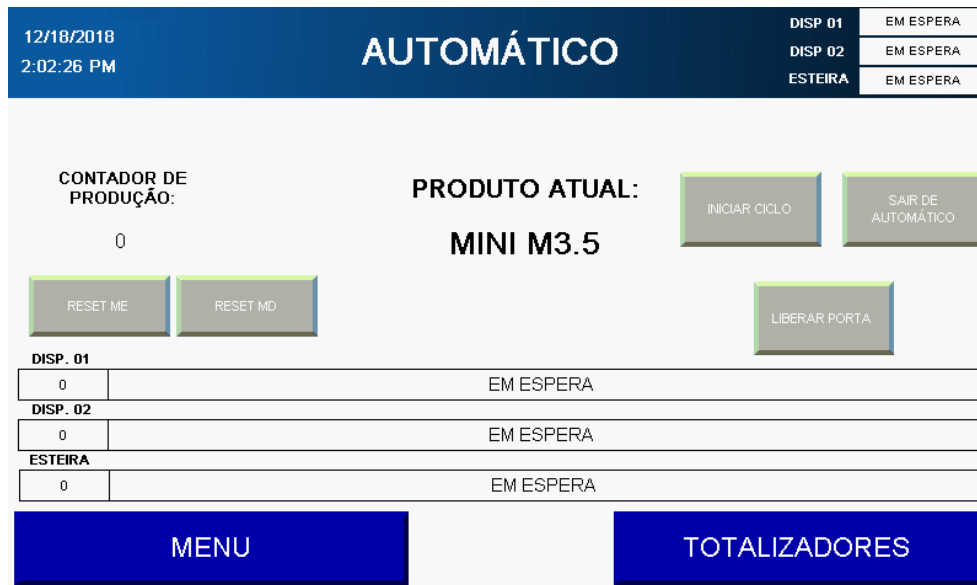 12/18/2018
2:02:26 PM
AUTOMÁTICO
DISP 01 EM ESPERA
DISP 02 EM ESPERA
ESTEIRA EM ESPERA
CONTADOR DE
PRODUÇÃO:
0
PRODUTO ATUAL:
MINI M3.5
INICIAR CICLO
SAIR DE
AUTOMÁTICO
RESET ME
RESET MD
LIBERAR PORTA
DISP. 01
0 EM ESPERA
DISP. 02
0 EM ESPERA
ESTEIRA
0 EM ESPERA
MENU
TOTALIZADORES